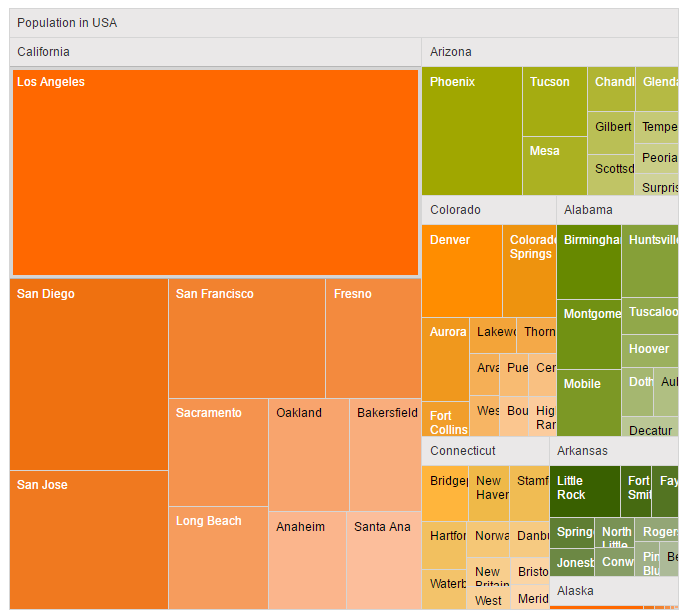 Population in USA
California
Los Angeles
San Diego
San Jose
San Francisco
Fresno
Sacramento
Long Beach
Oakland
Bakersfield
Anaheim
Santa Ana
Arizona
Phoenix
Tucson
Mesa
Chandl
Glenda
Gilbert
Tempe
Scottsd
Peoria
Surpris
Colorado
Denver
Colorad
Springs
Aurora
Fort
Collins
Lakewo
Thorn
Arva
Pue
Cen
Wes
Bou
Hig
Ran
Alabama
Birmingha
Montgome
Mobile
Huntsville
Tuscaloo
Hoover
Doth
Aub
Decatur
Connecticut
Bridgep
New
Haven
Stamf
Hartfor
Norwa
Danbu
Waterb
New
Britain
Bristo
West
Merid
Arkansas
Little
Rock
Fort
Smit
Fay
Springd
North
Little
Rogers
Jonesb
Conw
Pin
Blu
Be
Alaska